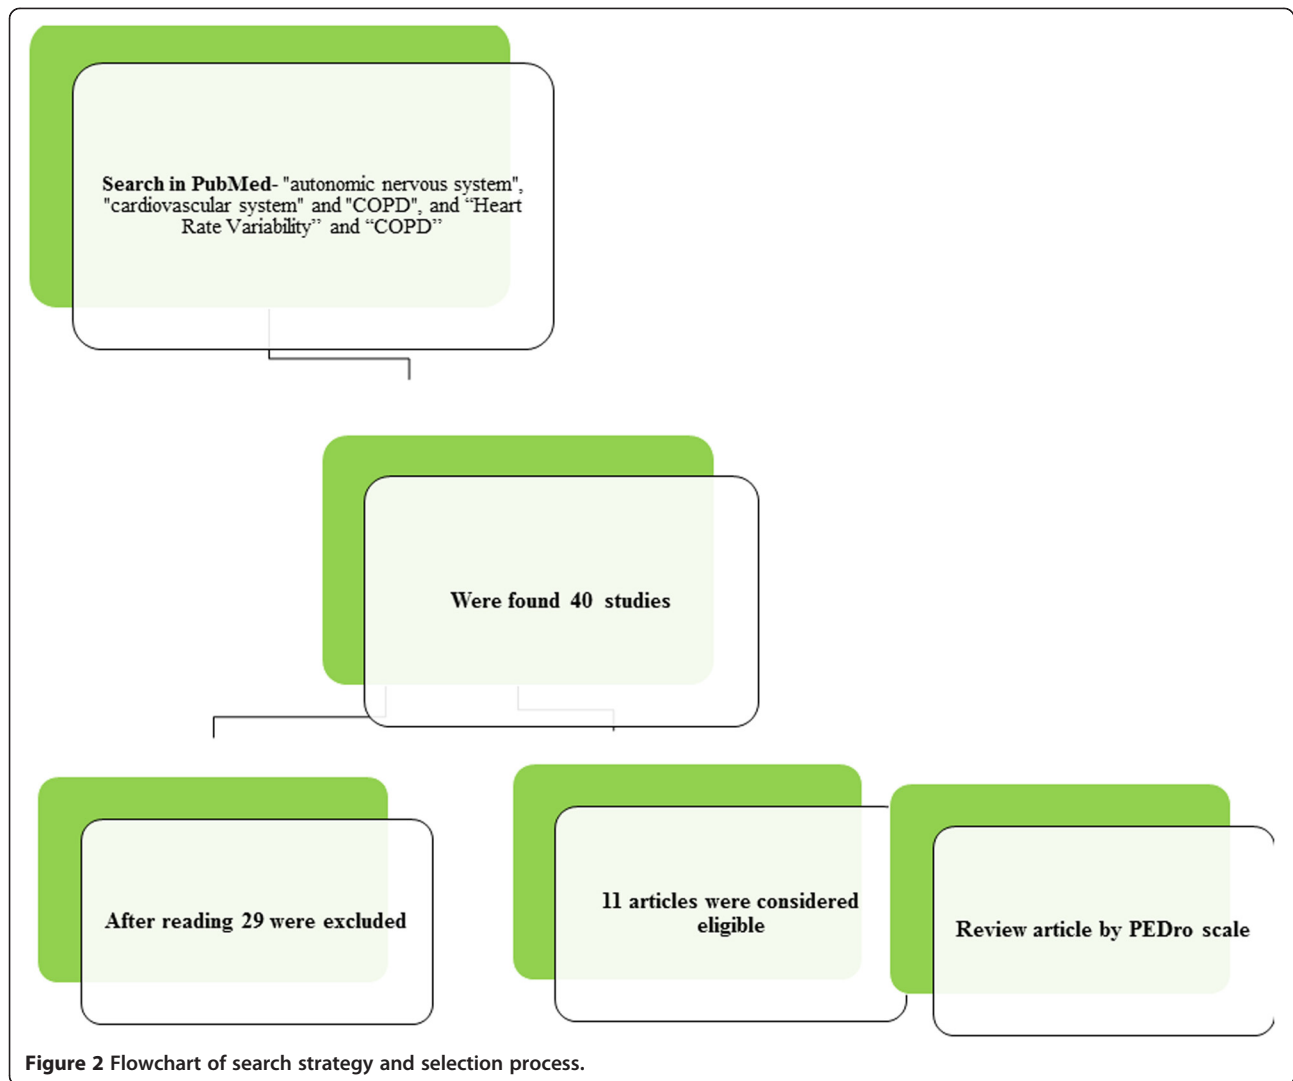 Search in PubMed- "autonomic nervous system",
"cardiovascular system" and "COPD", and “Heart
Rate Variability” and “COPD”
Were found 40 studies
After reading 29 were excluded
11 articles were considered
eligible
Review article by PEDro scale
Figure 2 Flowchart of search strategy and selection process.